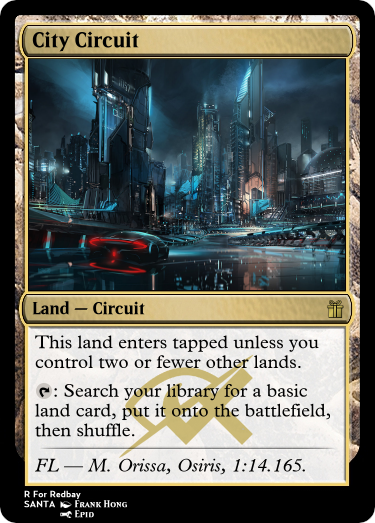 City Circuit
Land — Circuit
This land enters tapped unless you
control two or fewer other lands.
: Search your library for a basic
land card, put it onto the battlefield,
then shuffle.
FL — M. Orissa, Osiris, 1:14.165.
R For Redbay
SANTA Frank Hong
Epid